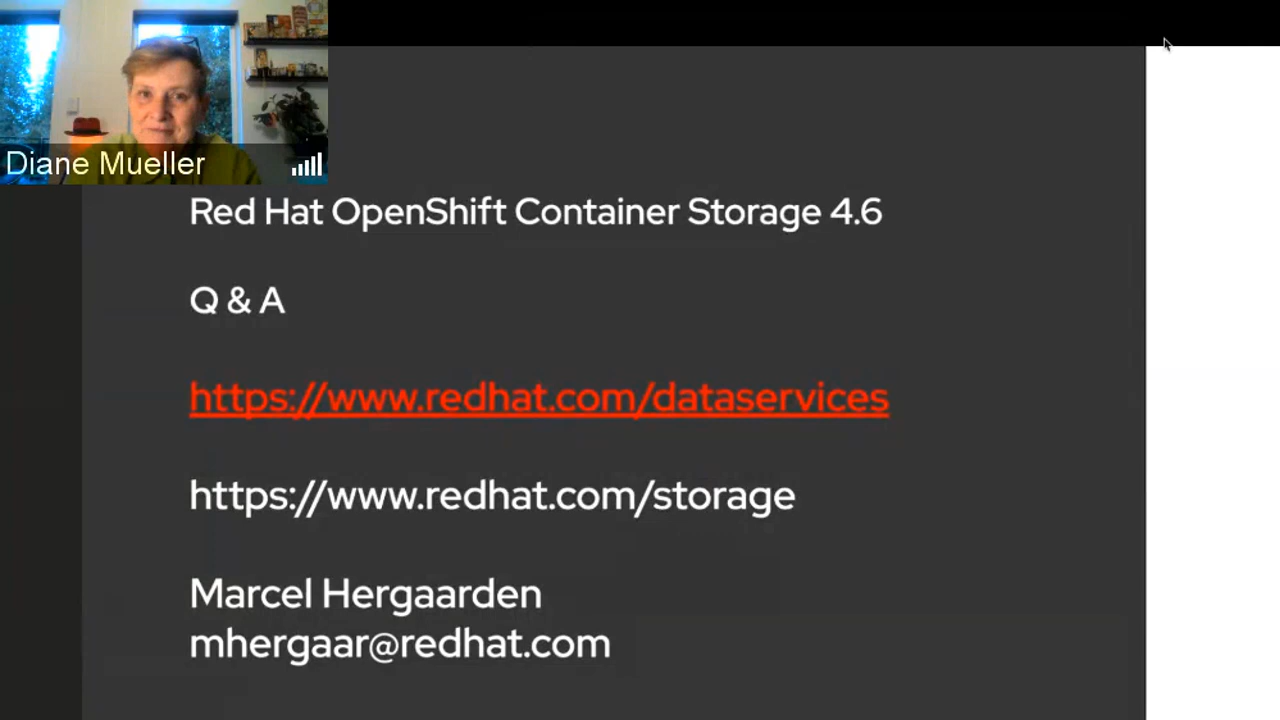 Diane Mueller
Red Hat OpenShift Container Storage 4.6
Q & A
https://www.redhat.com/dataservices
https://www.redhat.com/storage
Marcel Hergaarden
mhergaar@redhat.com